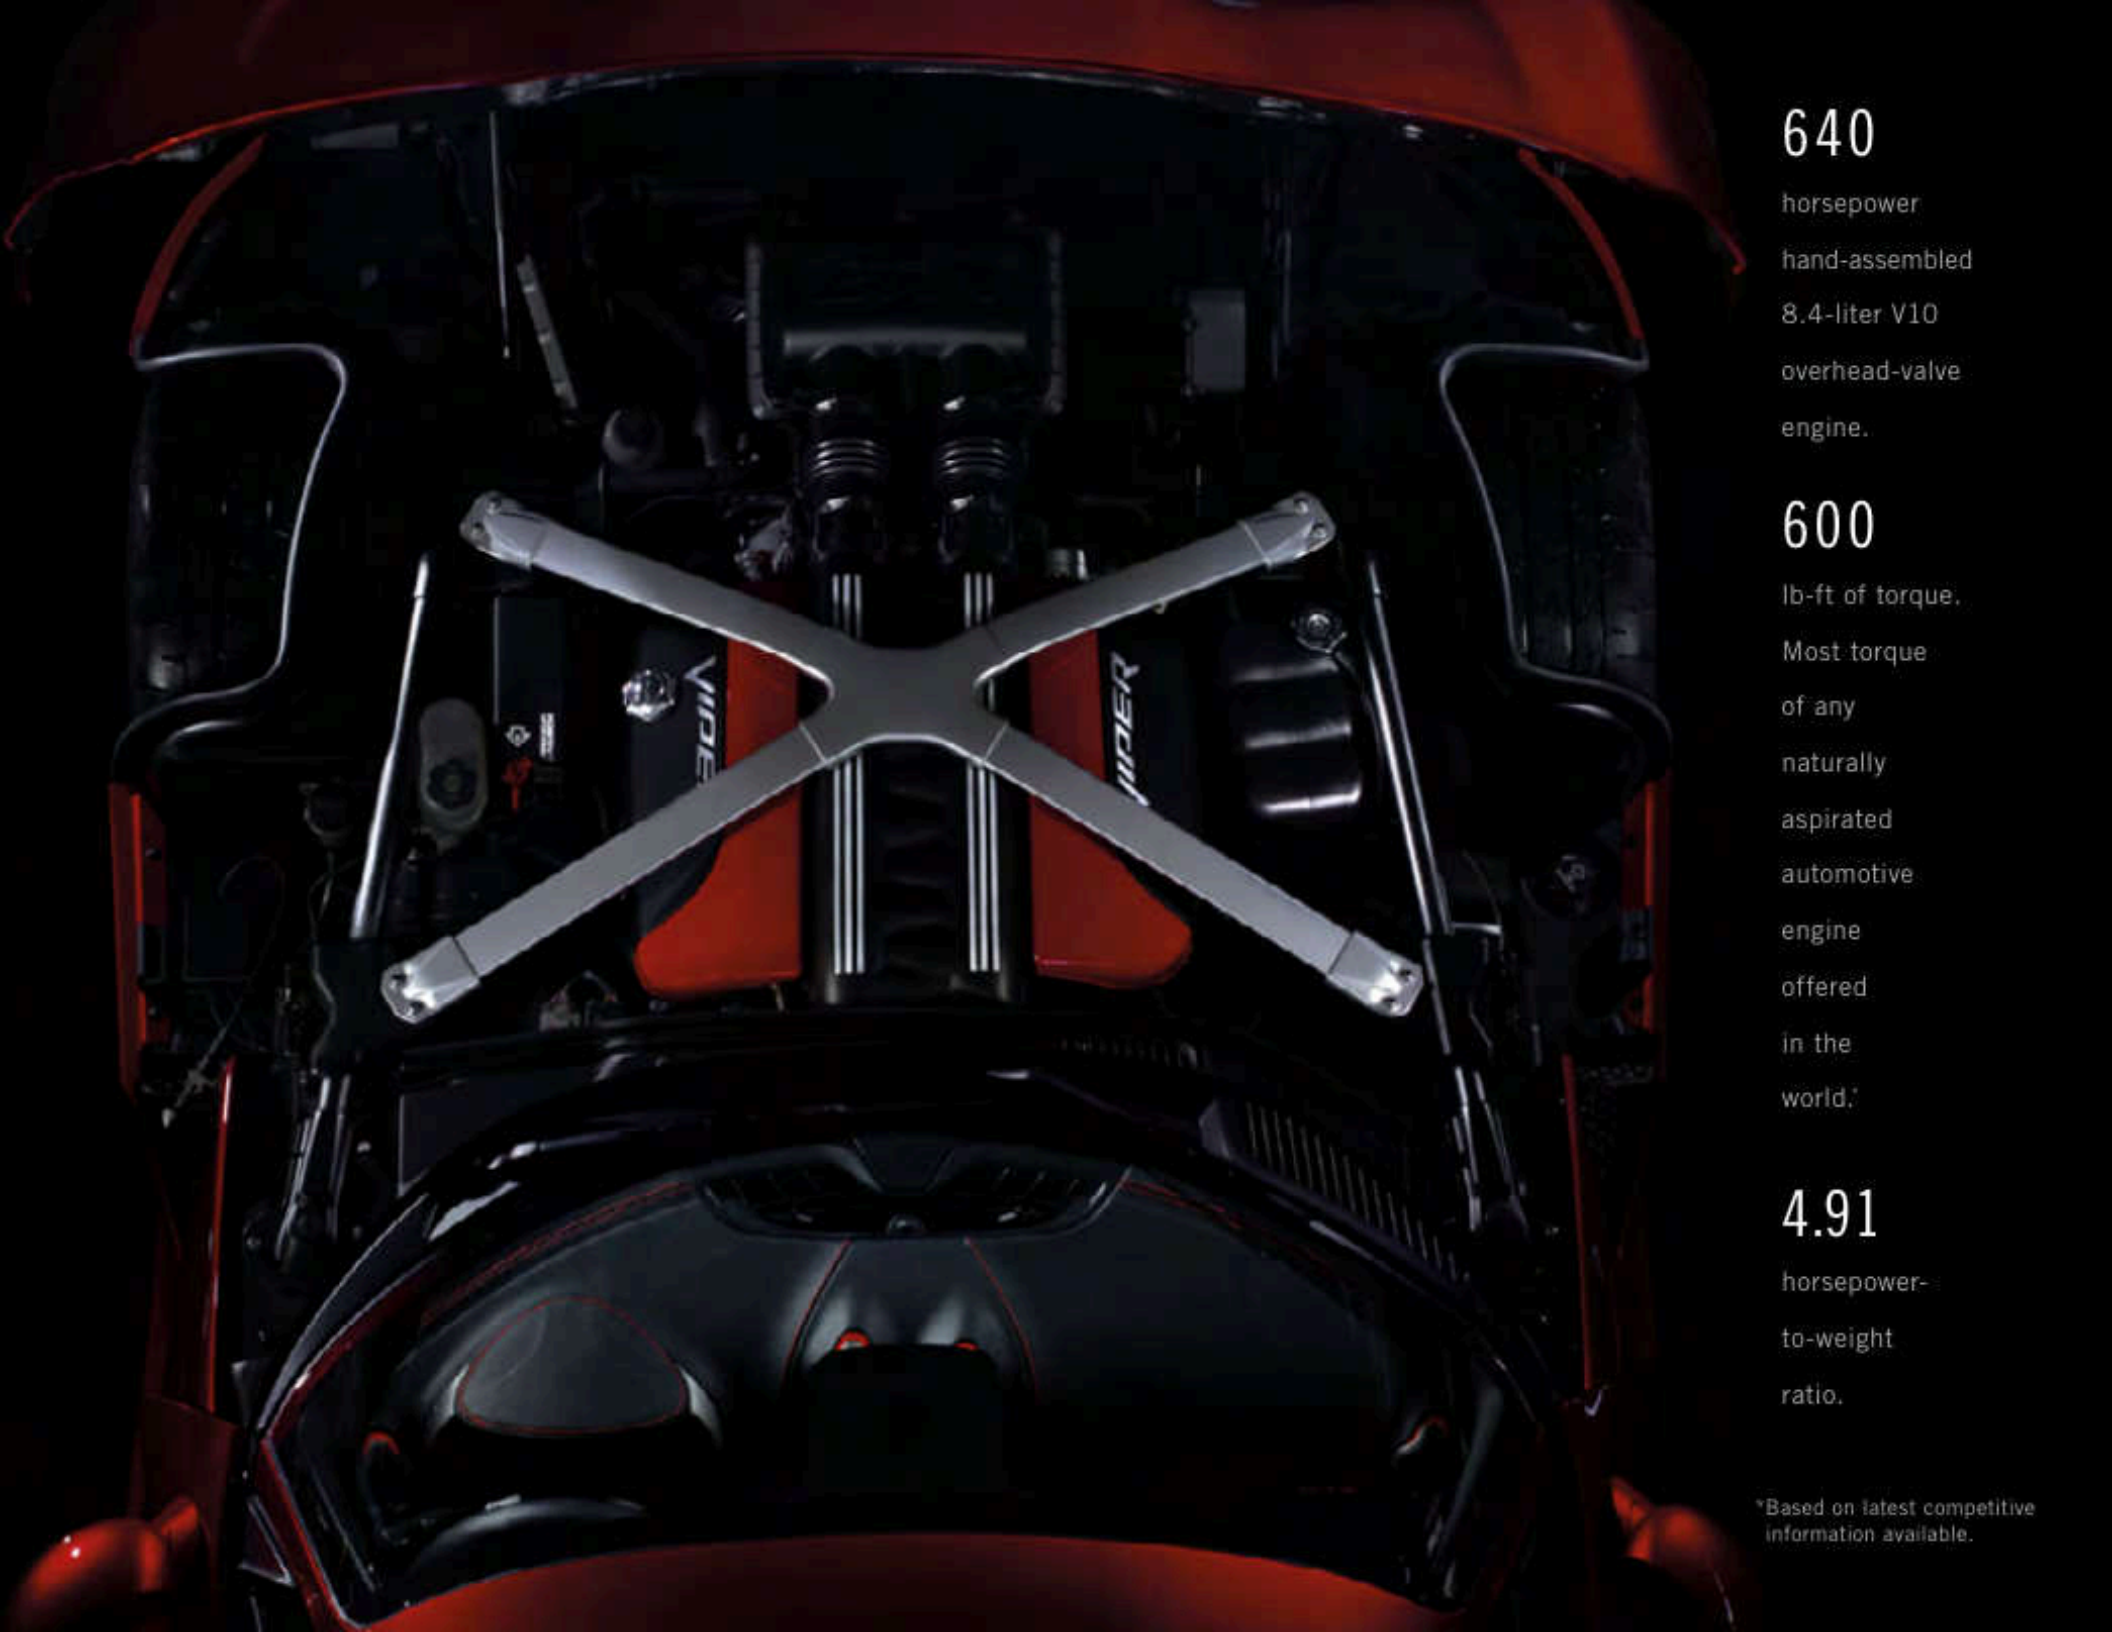 640
horsepower
hand-assembled
8.4-liter V10
overhead-valve
engine.
600
lb-ft of torque.
Most torque
of any
naturally
aspirated
automotive
engine
offered
in the
world.*
4.91
horsepower-
to-weight
ratio.
*Based on latest competitive
information available.
VIPER
VIPER